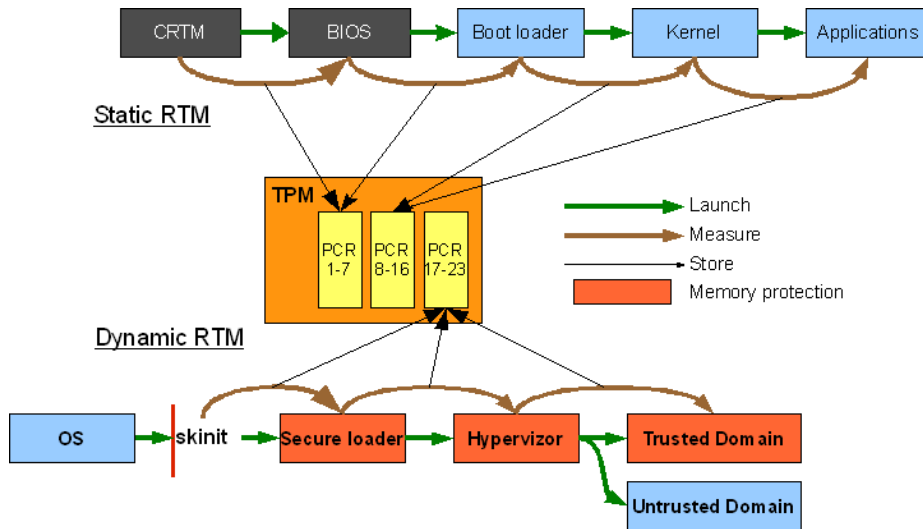 CRTM
BIOS
Boot loader
Kernel
Applications
Static RTM
TPM
PCR
1-7
PCR
8-16
PCR
17-23
Launch
Measure
Store
Memory protection
Dynamic RTM
OS
skinit
Secure loader
Hypervizor
Trusted Domain
Untrusted Domain